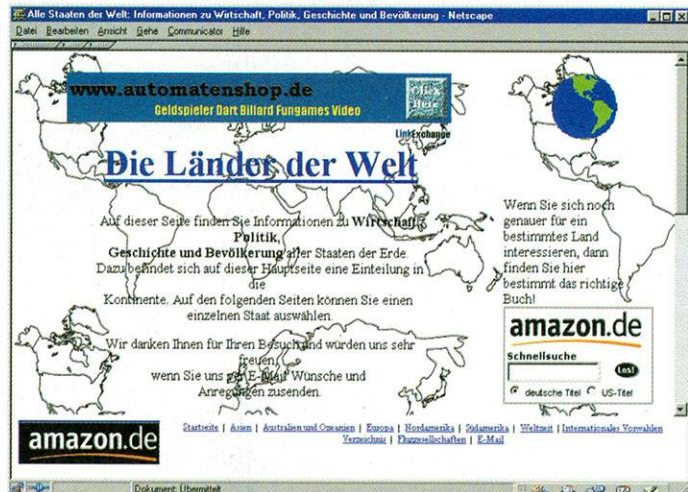 Alle Staaten der Welt: Informationen zu Wirtschaft, Politik, Geschichte und Bevölkerung - Netscape
Datei Bearbeiten Ansicht Gehe Communicator Hilfe
www.automatenshop.de
Geldspieler Dart Billard Fungames Video
Click Here
LinkExchange
Die Länder der Welt
Auf dieser Seite finden Sie Informationen zu Wirtschaft,
Politik,
Geschichte und Bevölkerung aller Staaten der Erde.
Dazu befindet sich auf dieser Hauptseite eine Einteilung in
die
Kontinente. Auf den folgenden Seiten können Sie einen
einzelnen Staat auswählen.
Wir danken Ihnen für Ihren Besuch und würden uns sehr
freuen,
wenn Sie uns per E-Mail Wünsche und
Anregungen zusenden.
Wenn Sie sich noch
genauer für ein
bestimmtes Land
interessieren, dann
finden Sie hier
bestimmt das richtige
Buch!
amazon.de
Schnellsuche
Los!
deutsche Titel US-Titel
amazon.de
Startseite | Asien | Australien und Ozeanien | Europa | Nordamerika | Südamerika | Weltzeit | Internationales Vorwahlen
Verzeichnis | Fluggesellschaften | E-Mail
Dokument: Übermittelt